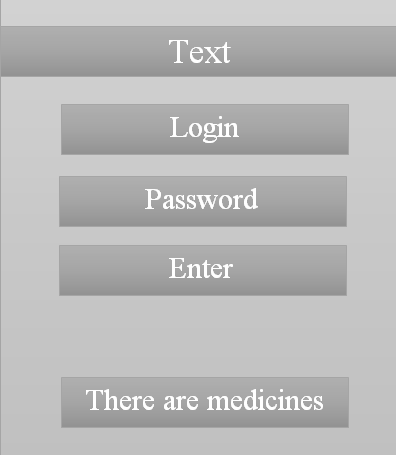 Text
Login
Password
Enter
There are medicines